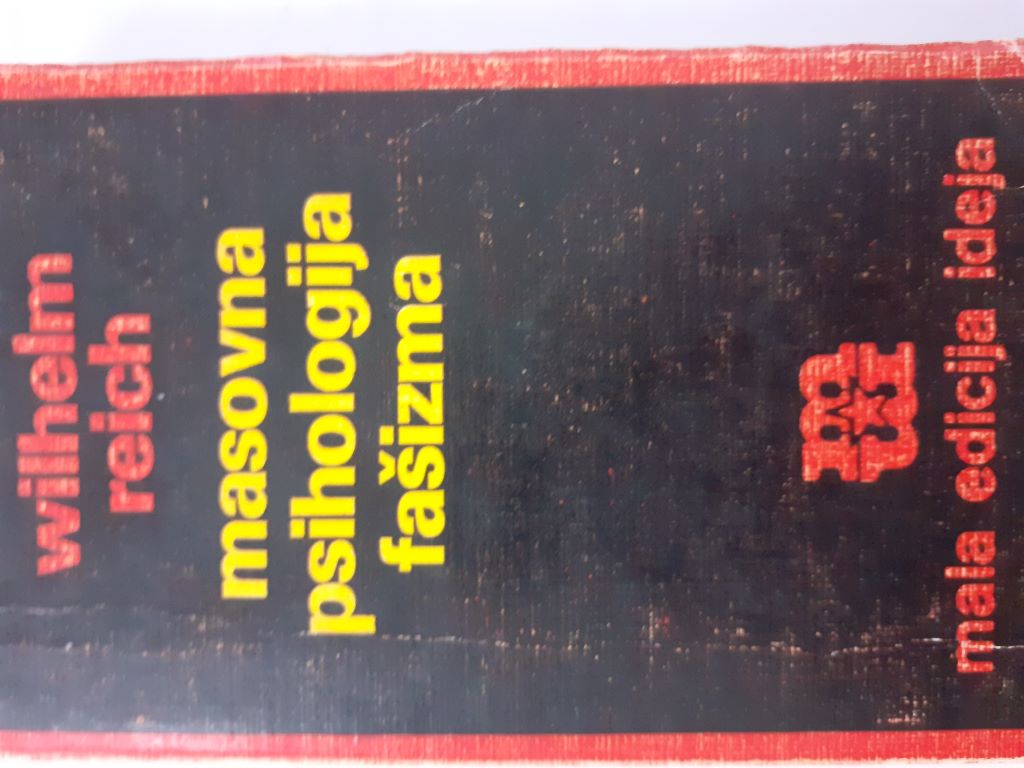 wilhelm
reich
masovna
psihologija
fašizma
mala edicija ideja